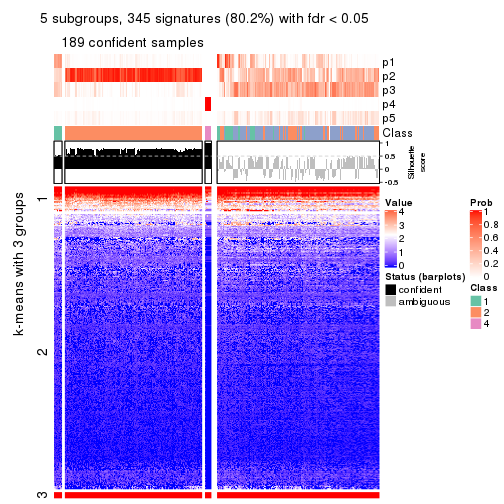 5 subgroups, 345 signatures (80.2%) with fdr < 0.05
189 confident samples
p1
p2
p3
p4
p5
Class
1
0.5
0
-0.5
Silhouette
score
k-means with 3 groups
1
2
3
Value
4
3
2
1
0
Status (barplots)
confident
ambiguous
Prob
1
0.8
0.6
0.4
0.2
0
Class
1
2
4